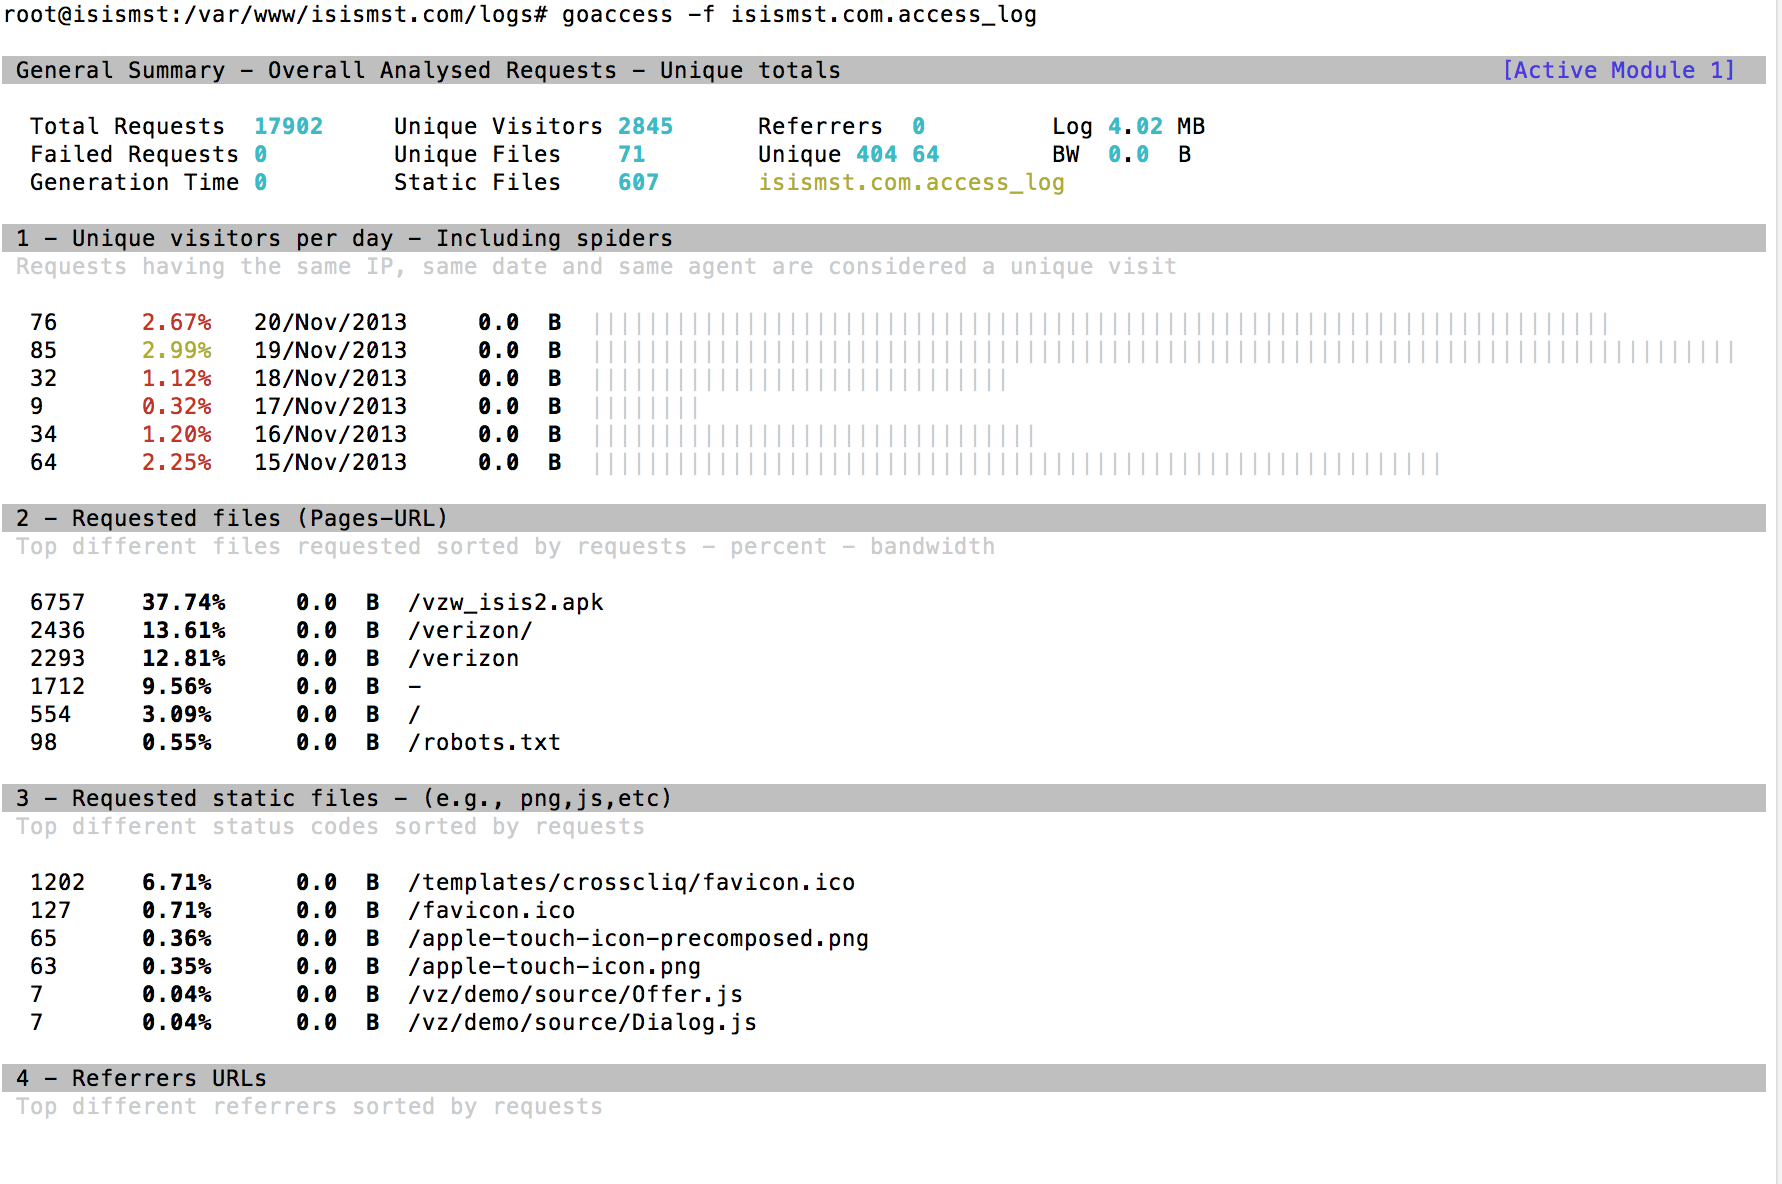 root@isismst:/var/www/isismst.com/logs# goaccess -f isismst.com.access_log
General Summary - Overall Analysed Requests - Unique totals [Active Module 1]
Total Requests 17902 Unique Visitors 2845 Referrers 0 Log 4.02 MB
Failed Requests 0 Unique Files 71 Unique 404 64 BW 0.0 B
Generation Time 0 Static Files 607 isismst.com.access_log
1 - Unique visitors per day - Including spiders
Requests having the same IP, same date and same agent are considered a unique visit
76 2.67% 20/Nov/2013 0.0 B
85 2.99% 19/Nov/2013 0.0 B
32 1.12% 18/Nov/2013 0.0 B
9 0.32% 17/Nov/2013 0.0 B
34 1.20% 16/Nov/2013 0.0 B
64 2.25% 15/Nov/2013 0.0 B
2 - Requested files (Pages-URL)
Top different files requested sorted by requests - percent - bandwidth
6757 37.74% 0.0 B /vzw_isis2.apk
2436 13.61% 0.0 B /verizon/
2293 12.81% 0.0 B /verizon
1712 9.56% 0.0 B -
554 3.09% 0.0 B /
98 0.55% 0.0 B /robots.txt
3 - Requested static files - (e.g., png,js,etc)
Top different status codes sorted by requests
1202 6.71% 0.0 B /templates/crosscliq/favicon.ico
127 0.71% 0.0 B /favicon.ico
65 0.36% 0.0 B /apple-touch-icon-precomposed.png
63 0.35% 0.0 B /apple-touch-icon.png
7 0.04% 0.0 B /vz/demo/source/Offer.js
7 0.04% 0.0 B /vz/demo/source/Dialog.js
4 - Referrers URLs
Top different referrers sorted by requests